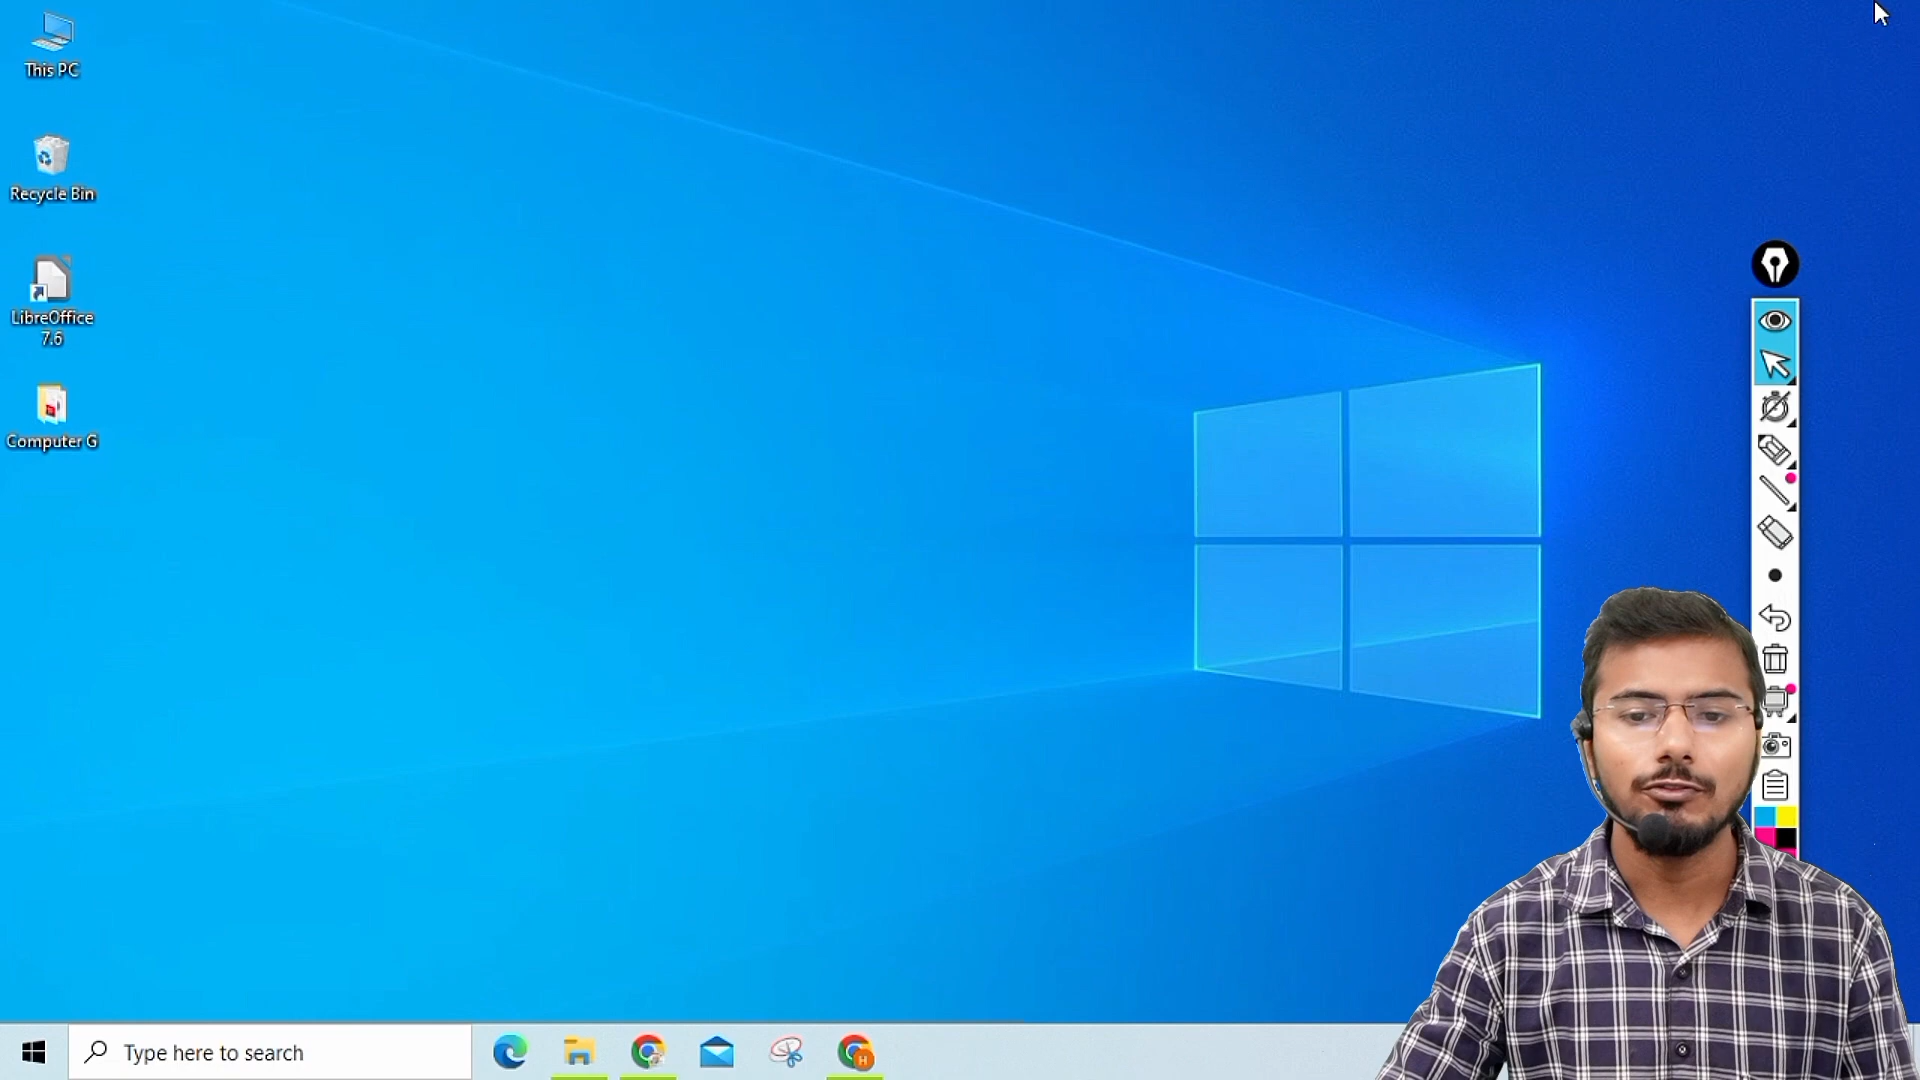 This PC
Recycle Bin
LibreOffice
7.6
Computer G
Type here to search
H